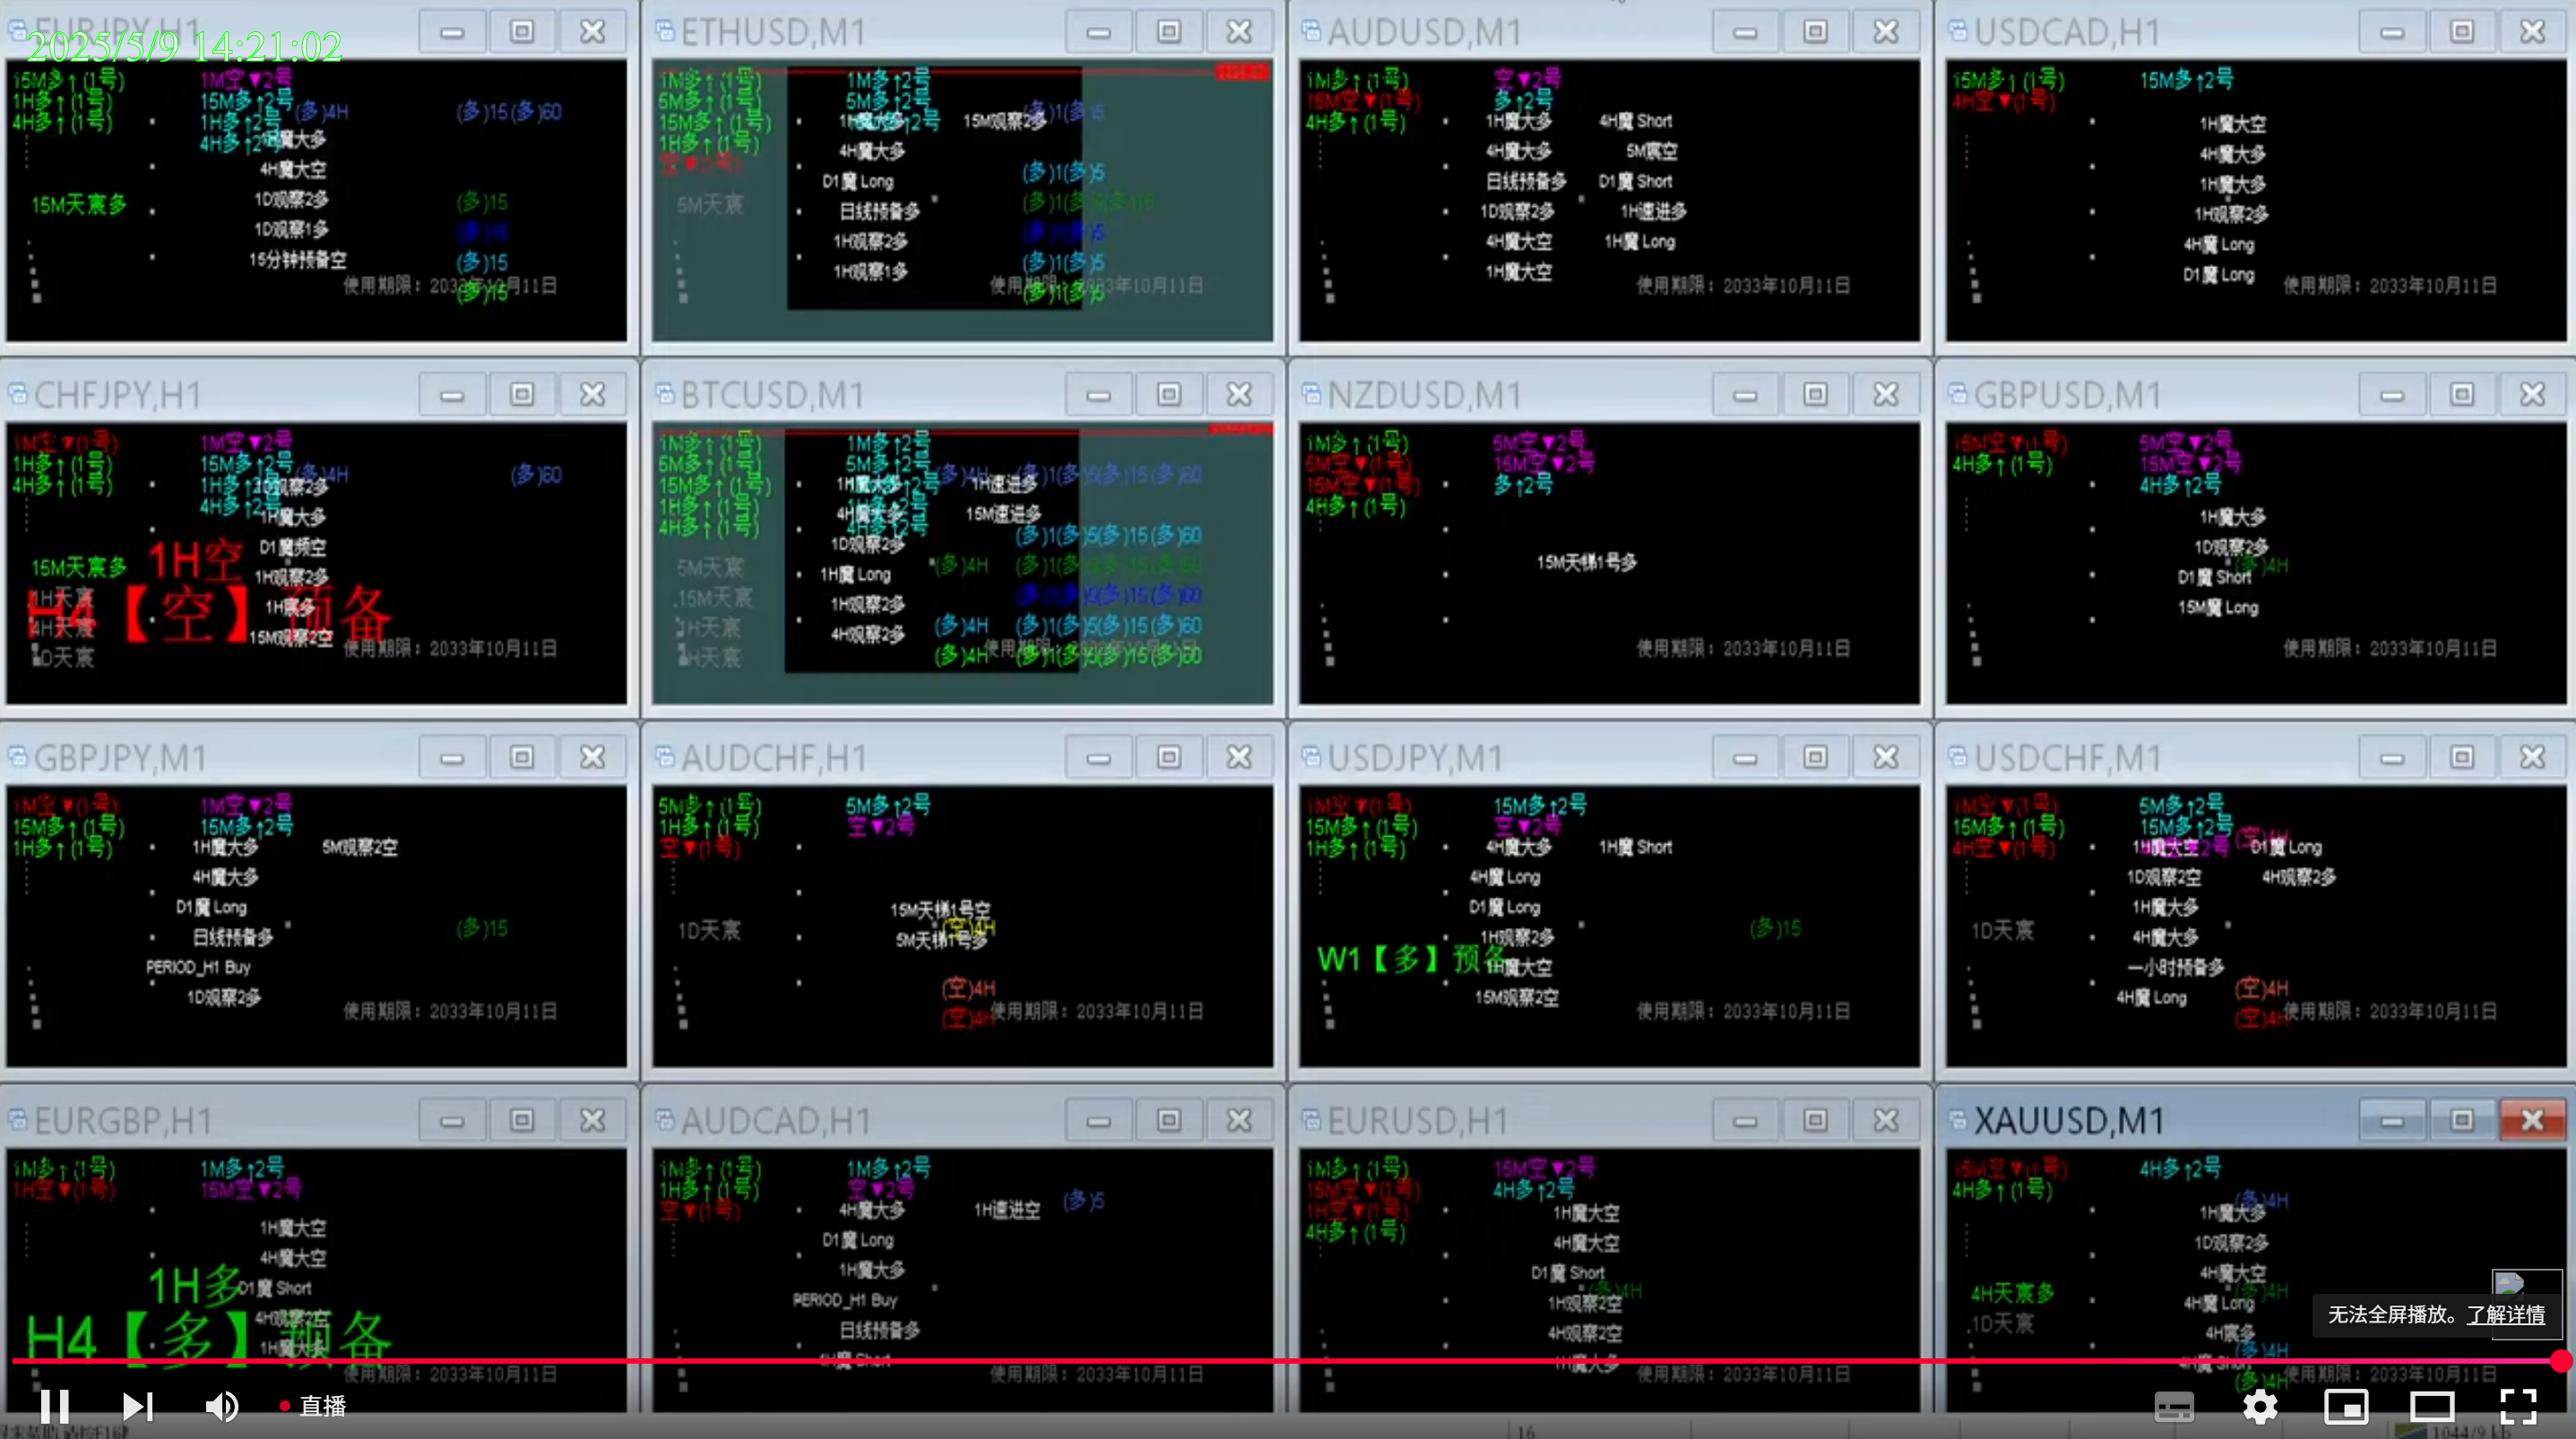 EURJPY,H1
2025/5/9 14:21:02
15M多↑(1号)
1H多↑(1号)
4H多↑(1号)
1M空▼2号
15M多↑2号
1H多↑2号
4H多↑2号
(多)4H
(多)15(多)60
4H魔大空
1D观察2多
1D观察1多
15分钟预备空
15M天宸多
(多)15
(多)15
(多)15
(多)15
使用期限：2033年10月11日
ETHUSD,M1
1M多↑(1号)
5M多↑(1号)
15M多↑(1号)
1H多↑(1号)
空▼(1号)
5M天宸
1M多↑2号
5M多↑2号
4H魔大多
D1魔 Long
日线预备多
1H观察2多
1H观察1多
15M观察2多
(多)1(多)5
(多)1(多)5
AUDUSD,M1
1M多↑(1号)
15M空▼(1号)
4H多↑(1号)
空▼2号
多↑2号
1H魔大多
4H魔大多
日线预备多
1D观察2多
4H魔大空
1H魔大空
4H魔 Short
5M宸空
D1魔 Short
1H速进多
1H魔 Long
使用期限：2033年10月11日
USDCAD,H1
15M多↑(1号)
4H空▼(1号)
15M多↑2号
1H魔大空
4H魔大多
1H魔大多
1H观察2多
4H魔 Long
D1魔 Long
使用期限：2033年10月11日
CHFJPY,H1
1M空▼(1号)
1H多↑(1号)
4H多↑(1号)
1M空▼2号
15M多↑2号
1H多↑2号
4H多↑2号
(多)4H
(多)60
1H魔大多
D1魔频空
1H观察2多
1H宸多
15M观察2空
15M天宸多
1H空
H4【空】预备
1H天宸
4H天宸
1D天宸
使用期限：2033年10月11日
BTCUSD,M1
1M多↑(1号)
5M多↑(1号)
15M多↑(1号)
1H多↑(1号)
4H多↑(1号)
5M天宸
15M天宸
1H天宸
4H天宸
1M多↑2号
5M多↑2号
1D观察2多
1H魔 Long
1H观察2多
4H观察2多
1H速进多
15M速进多
(多)4H (多)1(多)5(多)15(多)60
(多)1(多)5(多)15(多)60
(多)4H (多)1(多)5(多)15(多)60
(多)1(多)5(多)15(多)60
(多)4H (多)1(多)5(多)15(多)60
(多)4H (多)1(多)5(多)15(多)60
NZDUSD,M1
1M多↑(1号)
5M空▼(1号)
15M空▼(1号)
4H多↑(1号)
5M空▼2号
15M空▼2号
多↑2号
15M天梯1号多
使用期限：2033年10月11日
GBPUSD,M1
15M空▼(1号)
4H多↑(1号)
5M空▼2号
15M空▼2号
4H多↑2号
1H魔大多
1D观察2多
(多)4H
D1魔 Short
15M魔 Long
使用期限：2033年10月11日
GBPJPY,M1
1M空▼(1号)
15M多↑(1号)
1H多↑(1号)
1M空▼2号
15M多↑2号
1H魔大多
4H魔大多
D1魔 Long
日线预备多
PERIOD_H1 Buy
1D观察2多
5M观察2空
(多)15
使用期限：2033年10月11日
AUDCHF,H1
5M多↑(1号)
1H多↑(1号)
空▼(1号)
5M多↑2号
空▼2号
1D天宸
15M天梯1号空
(空)4H
5M天梯1号多
(空)4H
(空)4H
使用期限：2033年10月11日
USDJPY,M1
1M空▼(1号)
15M多↑(1号)
1H多↑(1号)
15M多↑2号
空▼2号
4H魔大多
4H魔 Long
D1魔 Long
1H观察2多
1H魔大空
15M观察2空
1H魔 Short
(多)15
W1【多】预备
使用期限：2033年10月11日
USDCHF,M1
1M空▼(1号)
15M多↑(1号)
4H空▼(1号)
5M多↑2号
15M多↑2号
(空)4H
1H魔大空
1D观察2空
1H魔大多
4H魔大多
一小时预备多
4H魔 Long
D1魔 Long
4H观察2多
1D天宸
(空)4H
(空)4H
使用期限：2033年10月11日
EURGBP,H1
1M多↑(1号)
1H空▼(1号)
1M多↑2号
15M空▼2号
1H魔大空
4H魔大空
D1魔 Short
4H观察2空
1H魔大多
1H多
H4【多】预备
使用期限：2033年10月11日
AUDCAD,H1
1M多↑(1号)
1H多↑(1号)
空▼(1号)
1M多↑2号
空▼2号
4H魔大多
D1魔 Long
1H魔大多
PERIOD_H1 Buy
日线预备多
4H魔 Short
1H速进空
(多)5
使用期限：2033年10月11日
EURUSD,H1
1M多↑(1号)
15M空▼(1号)
1H空▼(1号)
4H多↑(1号)
15M空▼2号
4H多↑2号
1H魔大空
4H魔大空
D1魔 Short
(多)4H
1H观察2空
4H观察2空
1H魔大多
使用期限：2033年10月11日
XAUUSD,M1
15M空▼(1号)
4H多↑(1号)
4H多↑2号
(多)4H
1H魔大多
1D观察2多
4H魔大空
(多)4H
4H魔 Long
4H宸多
(多)4H
4H魔 Short
(多)4H
4H天宸多
1D天宸
使用期限：2033年10月11日
无法全屏播放。了解详情
直播
16